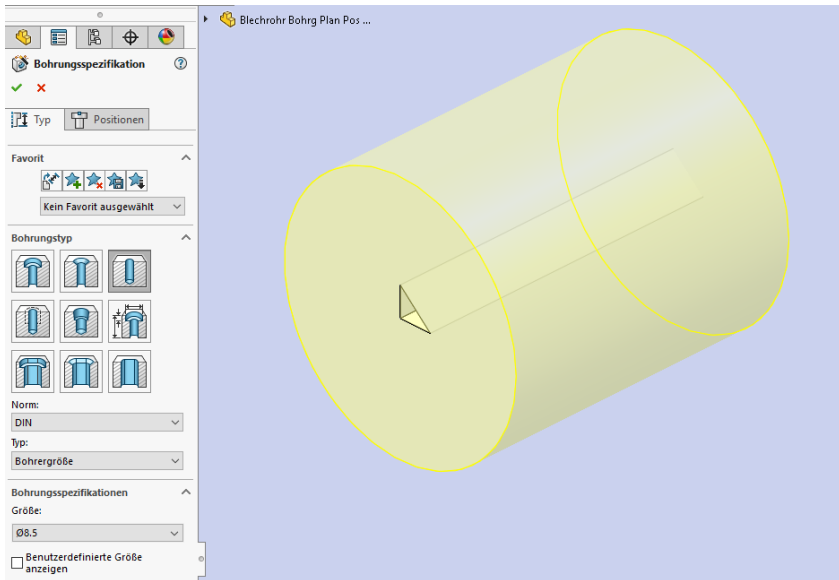 Blechrohr Bohrg Plan Pos ...
Bohrungsspezifikation
Typ
Positionen
Favorit
Kein Favorit ausgewählt
Bohrungstyp
Norm:
DIN
Typ:
Bohrergröße
Bohrungsspezifikationen
Größe:
Ø8.5
Benutzerdefinierte Größe
anzeigen